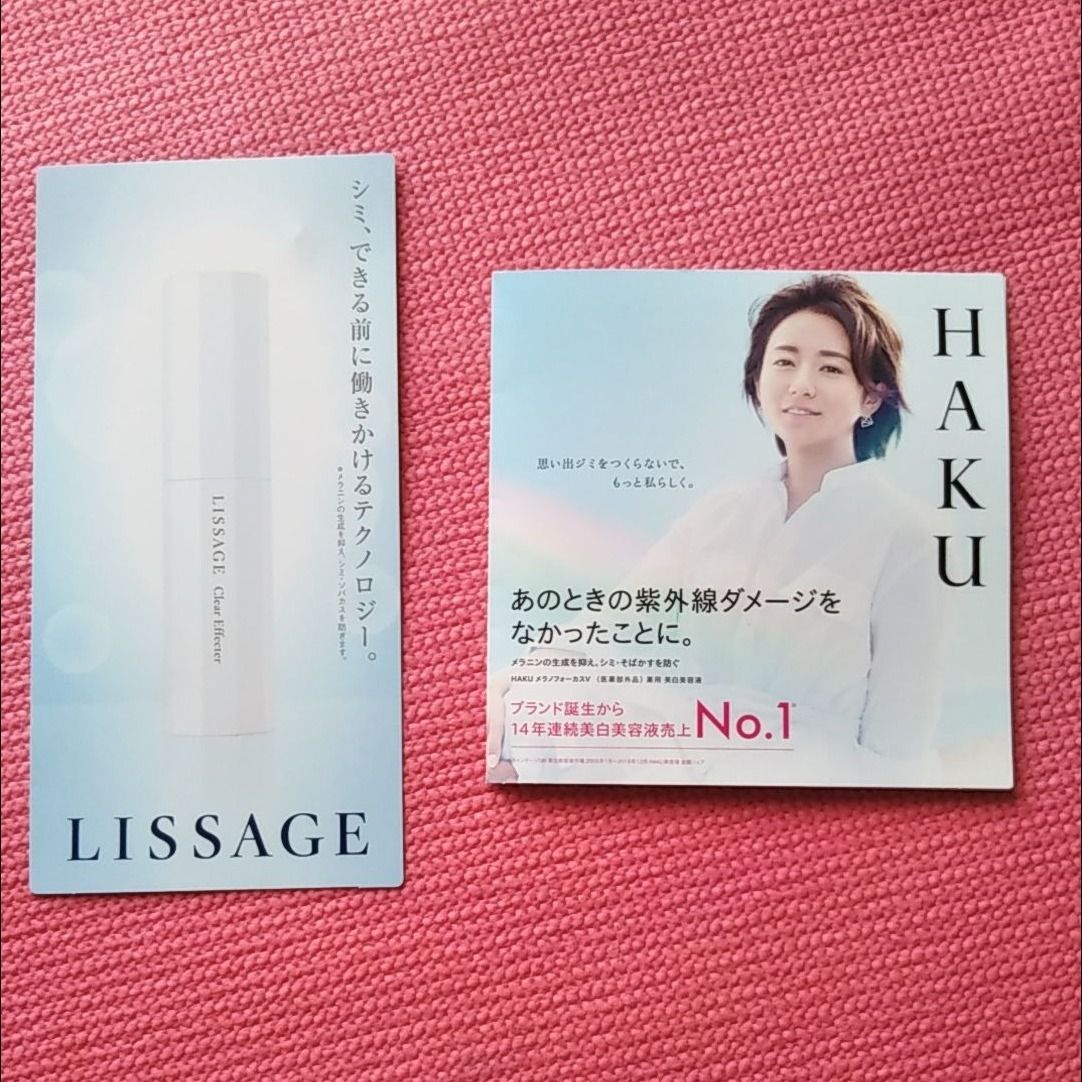 シミ、できる前に働きかけるテクノロジー。
※メラニンの生成を抑え、シミ・ソバカスを防ぎます。
LISSAGE Clear Effecter
LISSAGE
HAKU
思い出ジミをつくらないで、
もっと私らしく。
あのときの紫外線ダメージを
なかったことに。
メラニンの生成を抑え、シミ・そばかすを防ぐ
HAKU メラノフォーカスV （医薬部外品）薬用 美白美容液
ブランド誕生から
14年連続美白美容液売上 No.1